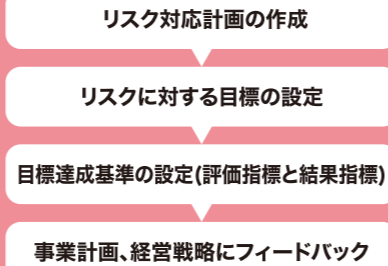 リスク対応計画の作成
リスクに対する目標の設定
目標達成基準の設定(評価指標と結果指標)
事業計画、経営戦略にフィードバック